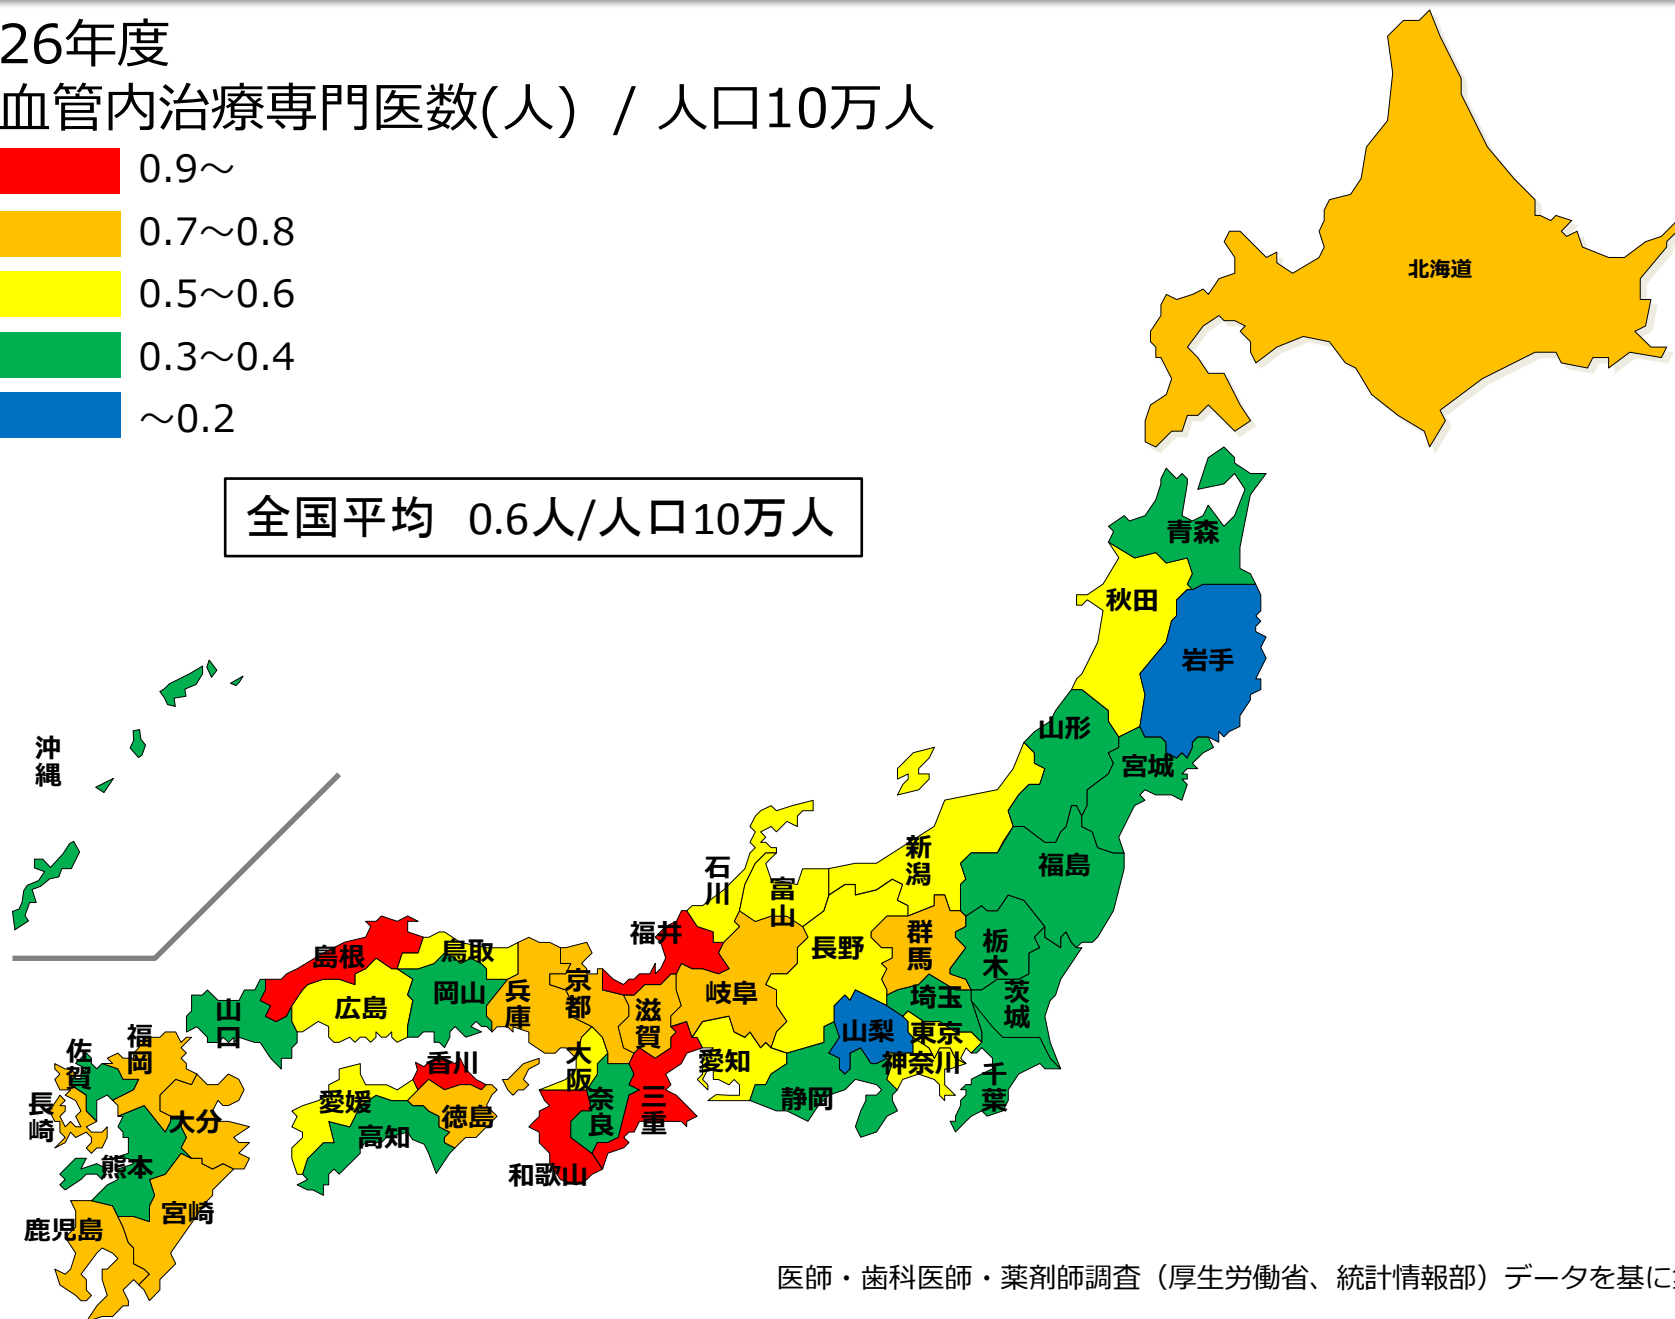 26年度
血管内治療専門医数(人) / 人口10万人
0.9～
0.7～0.8
0.5～0.6
0.3～0.4
～0.2
全国平均 0.6人/人口10万人
北海道
青森
秋田
岩手
山形
宮城
福島
新潟
石川
富山
福井
長野
群馬
栃木
茨城
埼玉
東京
神奈川
千葉
山梨
静岡
愛知
岐阜
滋賀
三重
京都
兵庫
大阪
奈良
和歌山
鳥取
島根
岡山
広島
山口
香川
愛媛
徳島
高知
福岡
佐賀
長崎
大分
熊本
宮崎
鹿児島
沖縄
医師・歯科医師・薬剤師調査（厚生労働省、統計情報部）データを基に